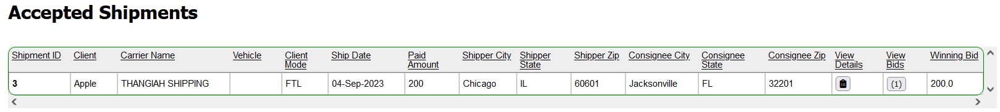 Accepted Shipments
Shipment ID Client Carrier Name Vehicle Client Mode Ship Date Paid Amount Shipper City Shipper State Shipper Zip Consignee City Consignee State Consignee Zip View Details View Bids Winning Bid
3 Apple THANGIAH SHIPPING FTL 04-Sep-2023 200 Chicago IL 60601 Jacksonville FL 32201 (1) 200.0